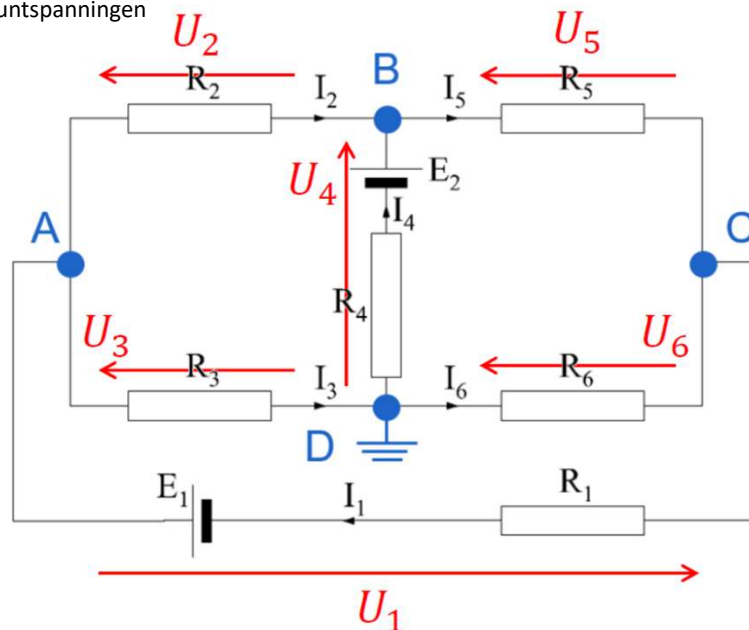 untspanningen
U₂
U₅
B
R₂
I₂
I₅
R₅
U₄
E₂
A
I₄
C
R₄
U₃
U₆
R₃
I₃
I₆
R₆
D
E₁
I₁
R₁
U₁